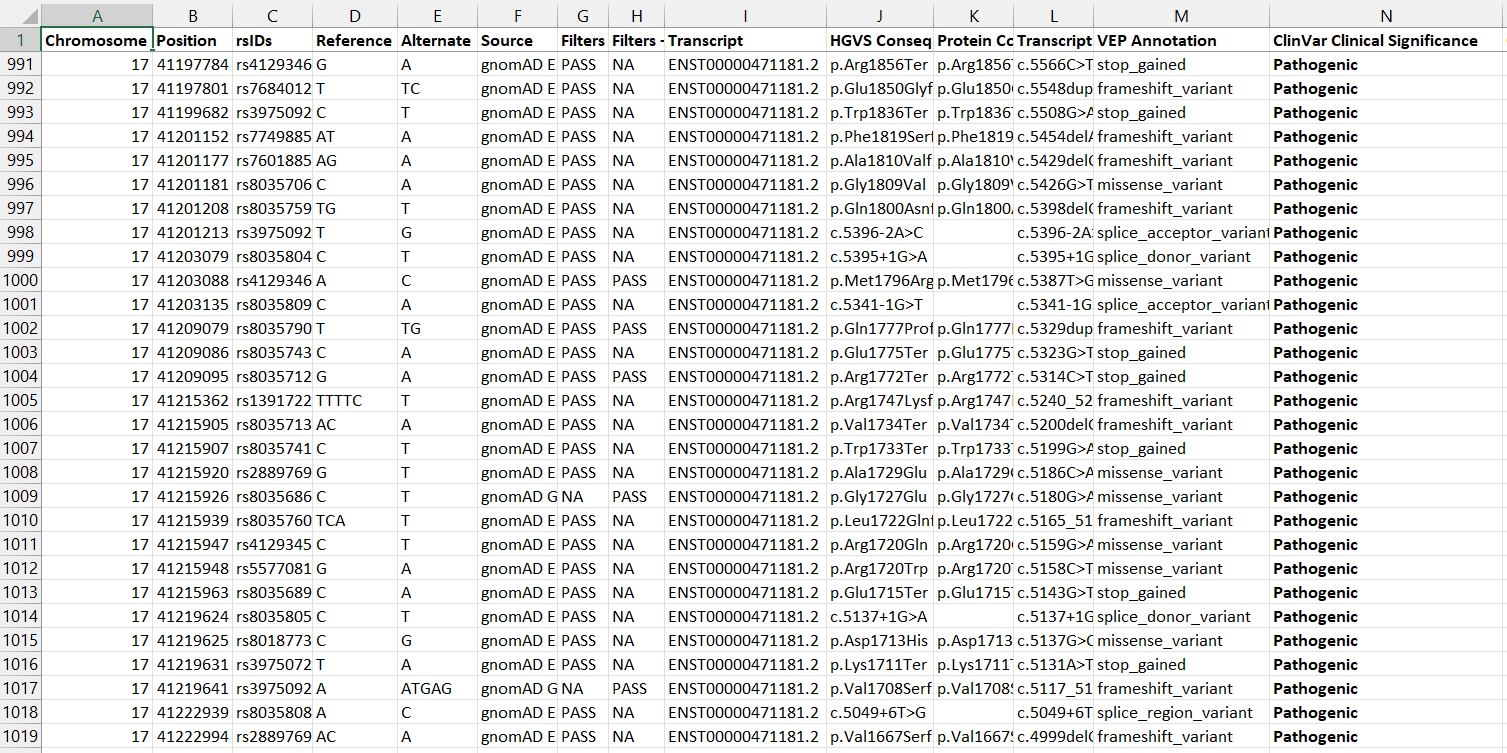 A B C D E F G H I J K L M N
1 Chromosome Position rsIDs Reference Alternate Source Filters Filters - Transcript HGVS Conseq Protein Cc Transcript VEP Annotation ClinVar Clinical Significance
991 17 41197784 rs4129346 G A gnomAD E PASS NA ENST00000471181.2 p.Arg1856Ter p.Arg1856 c.5566C>T stop_gained Pathogenic
992 17 41197801 rs7684012 T TC gnomAD E PASS NA ENST00000471181.2 p.Glu1850Glyf p.Glu1850 c.5548dup frameshift_variant Pathogenic
993 17 41199682 rs3975092 C T gnomAD E PASS NA ENST00000471181.2 p.Trp1836Ter p.Trp1836 c.5508G>A stop_gained Pathogenic
994 17 41201152 rs7749885 AT A gnomAD E PASS NA ENST00000471181.2 p.Phe1819Ser p.Phe1819 c.5454del frameshift_variant Pathogenic
995 17 41201177 rs7601885 AG A gnomAD E PASS NA ENST00000471181.2 p.Ala1810Valf p.Ala1810 c.5429del frameshift_variant Pathogenic
996 17 41201181 rs8035706 C A gnomAD E PASS NA ENST00000471181.2 p.Gly1809Val p.Gly1809 c.5426G>T missense_variant Pathogenic
997 17 41201208 rs8035759 TG T gnomAD E PASS NA ENST00000471181.2 p.Gln1800Asn p.Gln1800 c.5398del frameshift_variant Pathogenic
998 17 41201213 rs3975092 T G gnomAD E PASS NA ENST00000471181.2 c.5396-2A>C c.5396-2A splice_acceptor_variant Pathogenic
999 17 41203079 rs8035804 C T gnomAD E PASS NA ENST00000471181.2 c.5395+1G>A c.5395+1G splice_donor_variant Pathogenic
1000 17 41203088 rs4129346 A C gnomAD E PASS PASS ENST00000471181.2 p.Met1796Arg p.Met1796 c.5387T>G missense_variant Pathogenic
1001 17 41203135 rs8035809 C A gnomAD E PASS NA ENST00000471181.2 c.5341-1G>T c.5341-1G splice_acceptor_variant Pathogenic
1002 17 41209079 rs8035790 T TG gnomAD E PASS PASS ENST00000471181.2 p.Gln1777Prof p.Gln1777 c.5329dup frameshift_variant Pathogenic
1003 17 41209086 rs8035743 C A gnomAD E PASS NA ENST00000471181.2 p.Glu1775Ter p.Glu1775 c.5323G>T stop_gained Pathogenic
1004 17 41209095 rs8035712 G A gnomAD E PASS PASS ENST00000471181.2 p.Arg1772Ter p.Arg1772 c.5314C>T stop_gained Pathogenic
1005 17 41215362 rs1391722 TTTTC T gnomAD E PASS NA ENST00000471181.2 p.Arg1747Lysf p.Arg1747 c.5240_52 frameshift_variant Pathogenic
1006 17 41215905 rs8035713 AC A gnomAD E PASS NA ENST00000471181.2 p.Val1734Ter p.Val1734 c.5200del frameshift_variant Pathogenic
1007 17 41215907 rs8035741 C T gnomAD E PASS NA ENST00000471181.2 p.Trp1733Ter p.Trp1733 c.5199G>A stop_gained Pathogenic
1008 17 41215920 rs2889769 G T gnomAD E PASS NA ENST00000471181.2 p.Ala1729Glu p.Ala1729 c.5186C>A missense_variant Pathogenic
1009 17 41215926 rs8035686 C T gnomAD G NA PASS ENST00000471181.2 p.Gly1727Glu p.Gly1727 c.5180G>A missense_variant Pathogenic
1010 17 41215939 rs8035760 TCA T gnomAD E PASS NA ENST00000471181.2 p.Leu1722Gln p.Leu1722 c.5165_51 frameshift_variant Pathogenic
1011 17 41215947 rs4129345 C T gnomAD E PASS NA ENST00000471181.2 p.Arg1720Gln p.Arg1720 c.5159G>A missense_variant Pathogenic
1012 17 41215948 rs5577081 G A gnomAD E PASS NA ENST00000471181.2 p.Arg1720Trp p.Arg1720 c.5158C>T missense_variant Pathogenic
1013 17 41215963 rs8035689 C A gnomAD E PASS NA ENST00000471181.2 p.Glu1715Ter p.Glu1715 c.5143G>T stop_gained Pathogenic
1014 17 41219624 rs8035805 C T gnomAD E PASS NA ENST00000471181.2 c.5137+1G>A c.5137+1G splice_donor_variant Pathogenic
1015 17 41219625 rs8018773 C G gnomAD E PASS NA ENST00000471181.2 p.Asp1713His p.Asp1713 c.5137G>C missense_variant Pathogenic
1016 17 41219631 rs3975072 T A gnomAD E PASS NA ENST00000471181.2 p.Lys1711Ter p.Lys1711 c.5131A>T stop_gained Pathogenic
1017 17 41219641 rs3975092 A ATGAG gnomAD G NA PASS ENST00000471181.2 p.Val1708Serf p.Val1708 c.5117_51 frameshift_variant Pathogenic
1018 17 41222939 rs8035808 A C gnomAD E PASS NA ENST00000471181.2 c.5049+6T>G c.5049+6T splice_region_variant Pathogenic
1019 17 41222994 rs2889769 AC A gnomAD E PASS NA ENST00000471181.2 p.Val1667Serf p.Val1667 c.4999del frameshift_variant Pathogenic